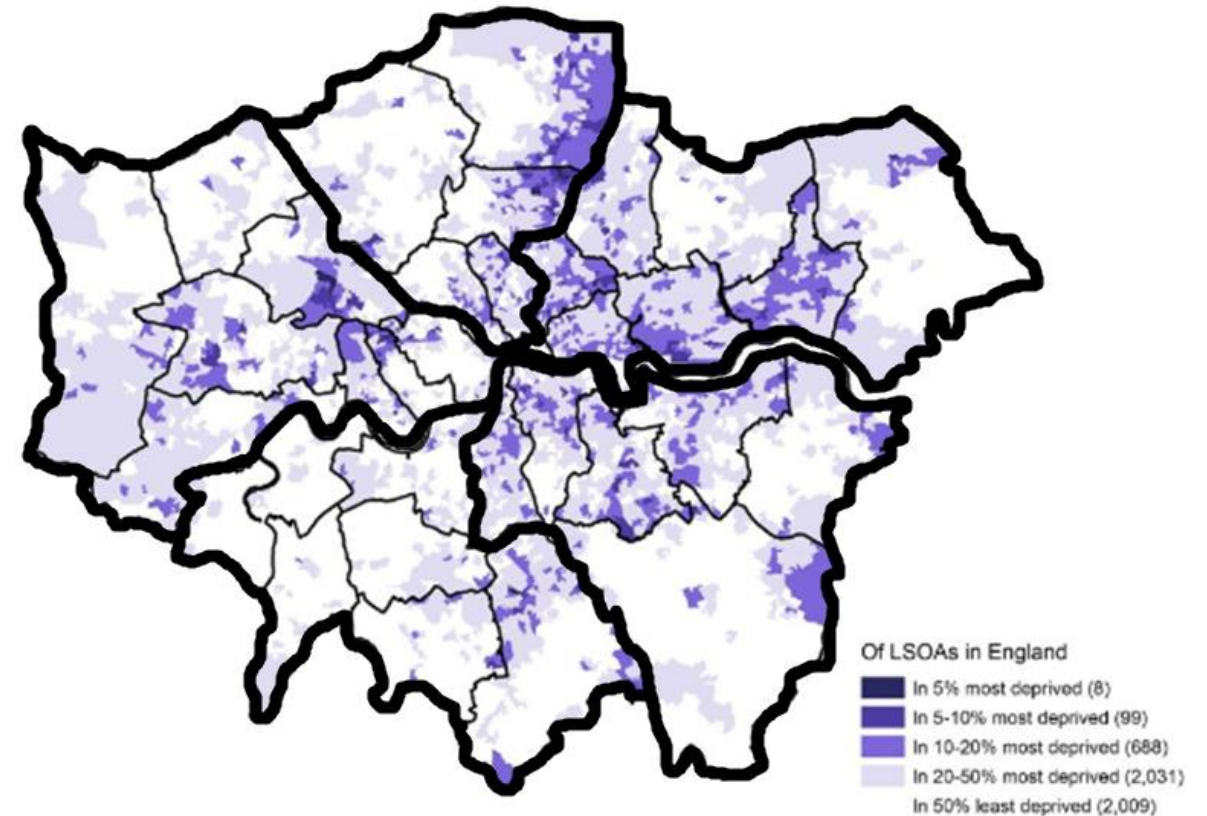 Of LSOAs in England
In 5% most deprived (8)
In 5-10% most deprived (99)
In 10-20% most deprived (688)
In 20-50% most deprived (2,031)
In 50% least deprived (2,009)